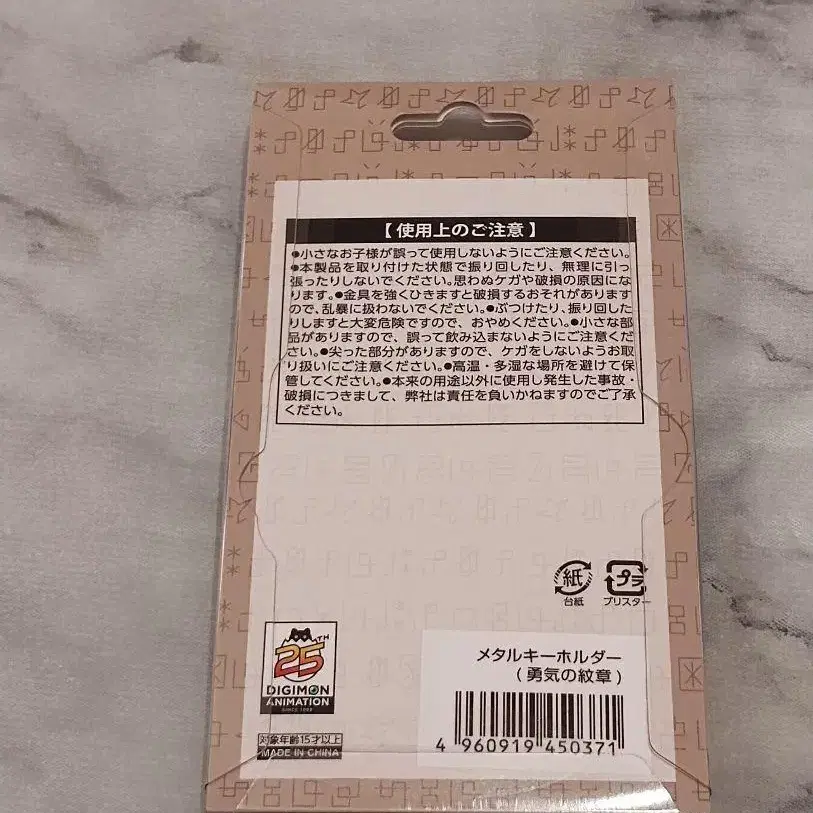 【使用上のご注意】
●小さなお子様が誤って使用しないようにご注意ください。
●本製品を取り付けた状態で振り回したり、無理に引っ
張ったりしないでください。思わぬケガや破損の原因にな
ります。●金具を強くひきますと破損するおそれがあります
ので、乱暴に扱わないでください。●ぶつけたり、振り回した
りしますと大変危険ですので、おやめください。●小さな部
品がありますので、誤って飲み込まないようにご注意くだ
さい。●尖った部分がありますので、ケガをしないようお取
り扱いにご注意ください。●高温・多湿な場所を避けて保
管してください。●本来の用途以外に使用し発生した事故・
破損につきまして、弊社は責任を負いかねますのでご了承
ください。
紙
台紙
プラ
ブリスター
25TH
DIGIMON
ANIMATION
SINCE 1999
メタルキーホルダー
(勇気の紋章)
4 960919 450371
対象年齢15才以上
MADE IN CHINA